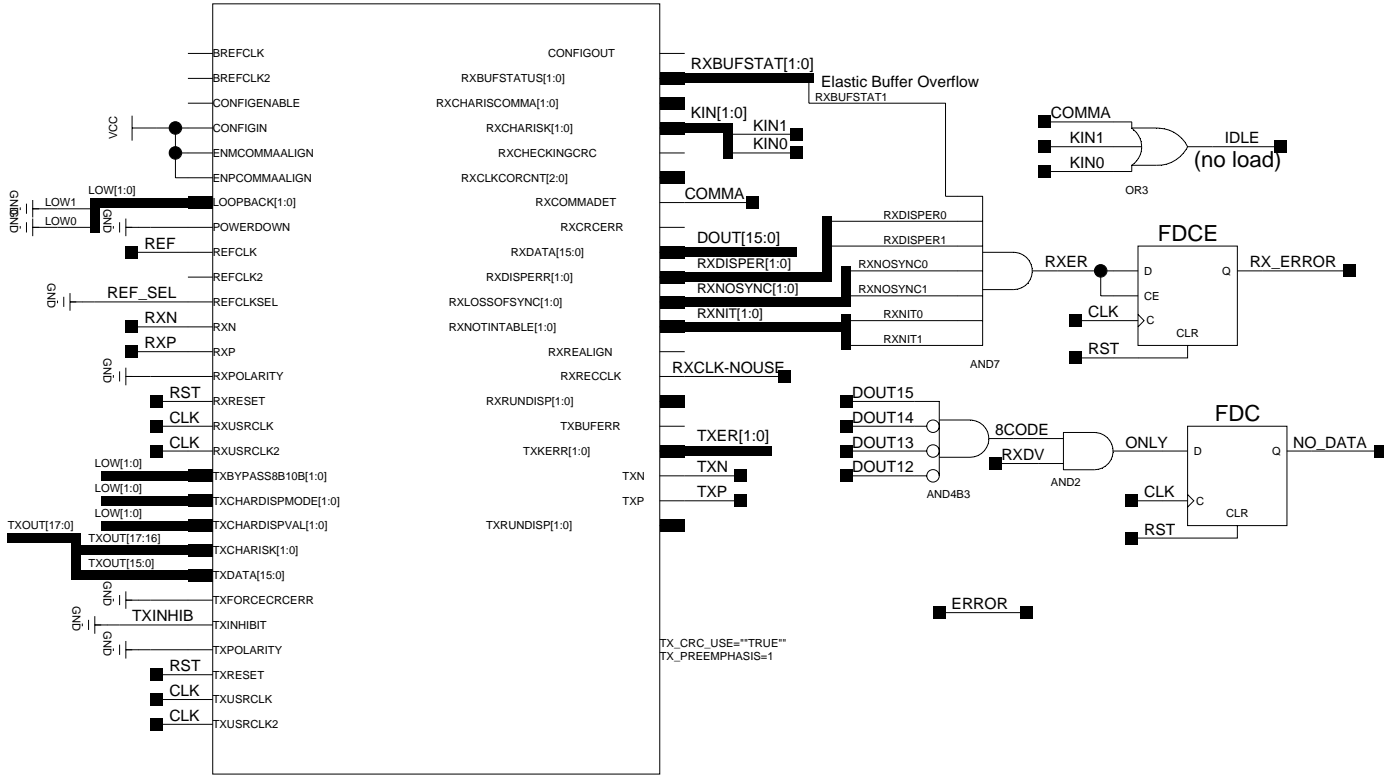 BREFCLK
BREFCLK2
CONFIGENABLE
VCC
CONFIGIN
ENMCOMMAALIGN
ENPCOMMAALIGN
LOW[1:0]
LOOPBACK[1:0]
GND
LOW1
GND
LOW0
GND
POWERDOWN
REF
REFCLK
REFCLK2
GND
REF_SEL
REFCLKSEL
RXN
RXN
RXP
RXP
GND
RXPOLARITY
RST
RXRESET
CLK
RXUSRCLK
CLK
RXUSRCLK2
LOW[1:0]
TXBYPASS8B10B[1:0]
LOW[1:0]
TXCHARDISPMODE[1:0]
LOW[1:0]
TXCHARDISPVAL[1:0]
TXOUT[17:0]
TXOUT[17:16]
TXCHARISK[1:0]
TXOUT[15:0]
TXDATA[15:0]
GND
TXFORCECRCERR
GND
TXINHIB
TXINHIBIT
GND
TXPOLARITY
RST
TXRESET
CLK
TXUSRCLK
CLK
TXUSRCLK2
CONFIGOUT
RXBUFSTATUS[1:0]
RXBUFSTAT[1:0]
RXCHARISCOMMA[1:0]
RXCHARISK[1:0]
KIN[1:0]
KIN1
KIN0
RXCHECKINGCRC
RXCLKCORCNT[2:0]
RXCOMMADET
COMMA
RXCRCERR
RXDATA[15:0]
DOUT[15:0]
RXDISPERR[1:0]
RXDISPER[1:0]
RXLOSSOFSYNC[1:0]
RXNOSYNC[1:0]
RXNOTINTABLE[1:0]
RXNIT[1:0]
RXREALIGN
RXRECCLK
RXCLK-NOUSE
RXRUNDISP[1:0]
TXBUFERR
TXKERR[1:0]
TXER[1:0]
TXN
TXN
TXP
TXP
TXRUNDISP[1:0]
TX_CRC_USE=""TRUE""
TX_PREEMPHASIS=1
Elastic Buffer Overflow
RXBUFSTAT1
RXDISPER0
RXDISPER1
RXNOSYNC0
RXNOSYNC1
RXNIT0
RXNIT1
AND7
RXER
COMMA
KIN1
KIN0
IDLE
(no load)
OR3
FDCE
D
Q
CE
C
CLR
CLK
RST
RX_ERROR
DOUT15
DOUT14
DOUT13
DOUT12
AND4B3
8CODE
RXDV
AND2
ONLY
FDC
D
Q
C
CLR
CLK
RST
NO_DATA
ERROR